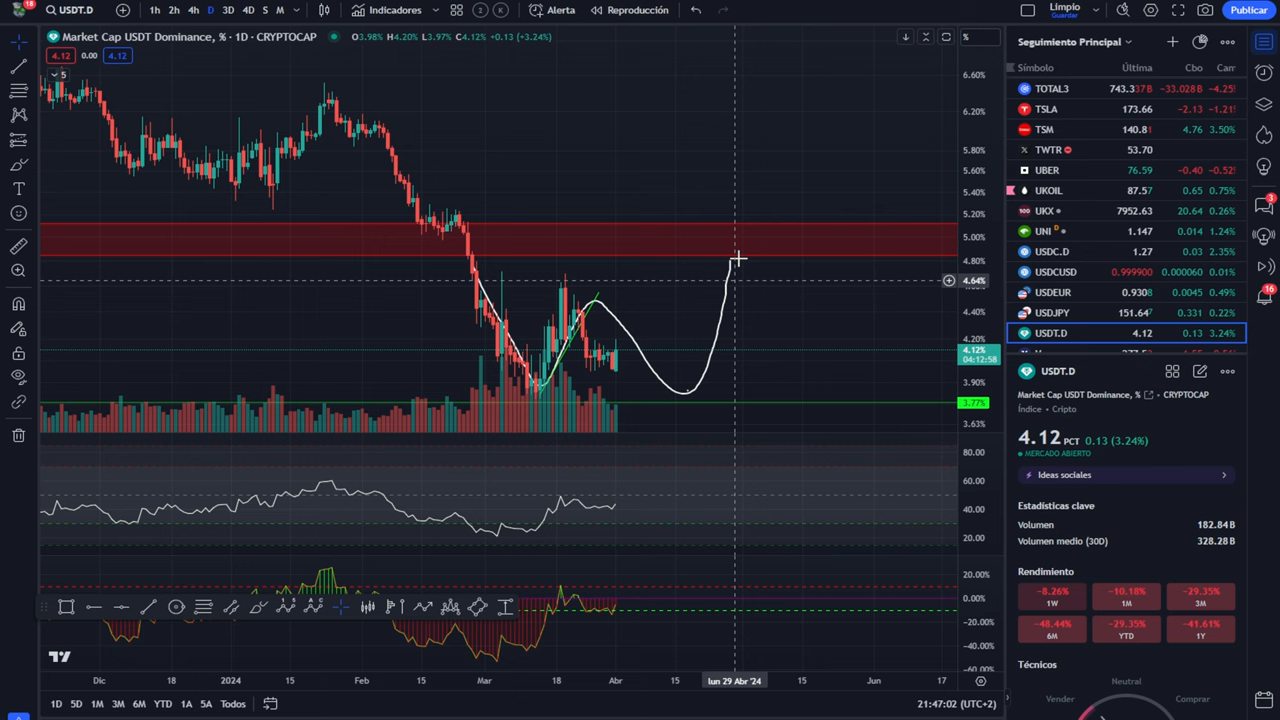 18
USDT.D
1h 2h 4h D 3D 4D S M
Indicadores
2
K
Alerta
Reproducción
Limpio
Guardar
Publicar
Market Cap USDT Dominance, % · 1D · CRYPTOCAP
O3.98% H4.20% L3.97% C4.12% +0.13 (+3.24%)
4.12 0.00 4.12
5
%
6.60%
6.20%
5.80%
5.60%
5.40%
5.20%
5.00%
4.80%
4.64%
4.40%
4.20%
4.12%
04:12:58
3.90%
3.77%
3.63%
80.00
60.00
40.00
20.00
20.00%
0.00%
-20.00%
-40.00%
-60.00%
Dic 18 2024 15 Feb 15 Mar 18 Abr 15 lun 29 Abr '24 15 Jun 17
1D 5D 1M 3M 6M YTD 1A 5A Todos
21:47:02 (UTC+2)
Seguimiento Principal
Símbolo Última Cbo Cam
TOTAL3 743.337B -33.028B -4.25%
TSLA 173.66 -2.13 -1.21%
TSM 140.81 4.76 3.50%
TWTR 53.70
UBER 76.59 -0.40 -0.52%
UKOIL 87.57 0.65 0.75%
UKX 7952.63 20.64 0.26%
UNI D 1.147 0.014 1.24%
USDC.D 1.27 0.03 2.35%
USDCUSD 0.999900 0.000060 0.01%
USDEUR 0.9308 0.0045 0.49%
USDJPY 151.647 0.331 0.22%
USDT.D 4.12 0.13 3.24%
USDT.D
Market Cap USDT Dominance, % · CRYPTOCAP
Índice · Cripto
4.12 PCT 0.13 (3.24%)
MERCADO ABIERTO
Ideas sociales
Estadísticas clave
Volumen 182.84B
Volumen medio (30D) 328.28B
Rendimiento
-8.26% -10.18% -29.35%
1W 1M 3M
-48.44% -29.35% -41.61%
6M YTD 1Y
Técnicos
Neutral
Vender Comprar
3
16